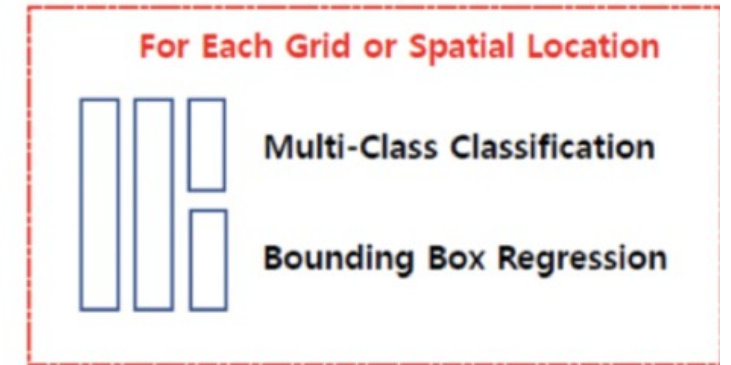 For Each Grid or Spatial Location
Multi-Class Classification
Bounding Box Regression